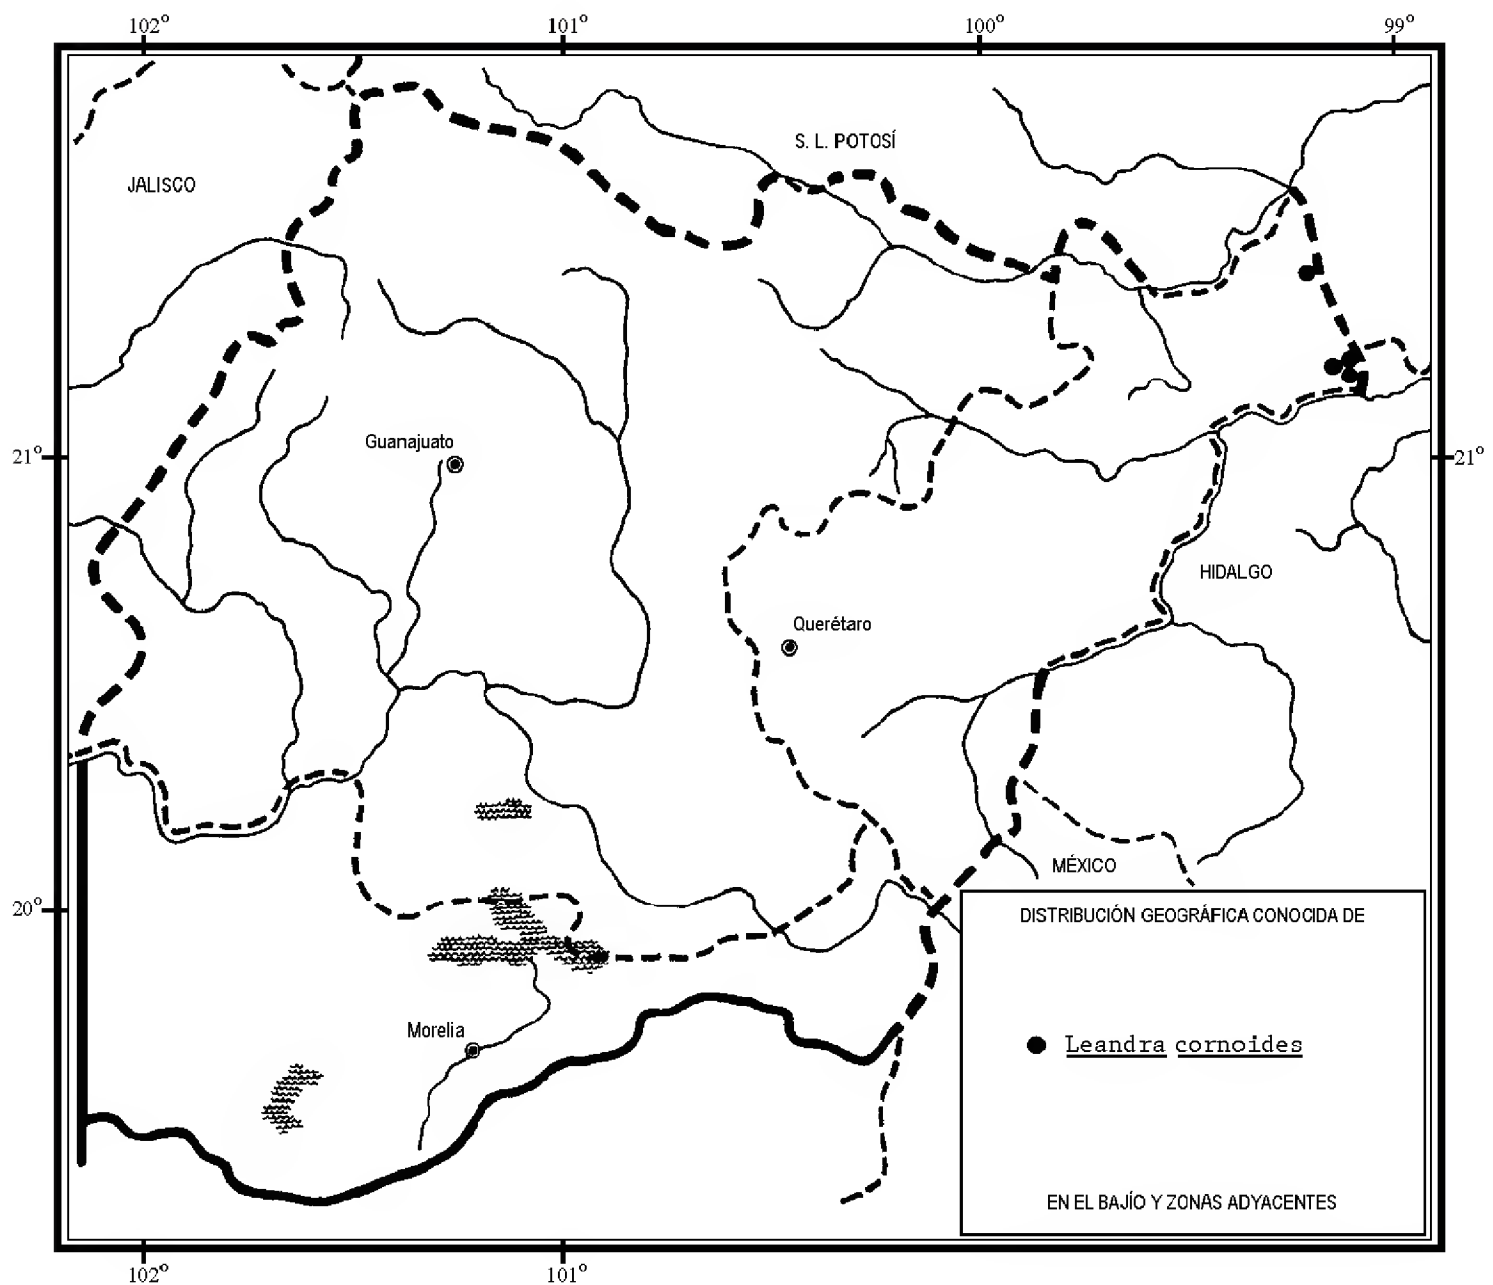 102° 101° 100° 99°
S. L. POTOSÍ
JALISCO
Guanajuato
21° 21°
HIDALGO
Querétaro
MÉXICO
20°
DISTRIBUCIÓN GEOGRÁFICA CONOCIDA DE
Morelia
Leandra cornoides
EN EL BAJÍO Y ZONAS ADYACENTES
102° 101°